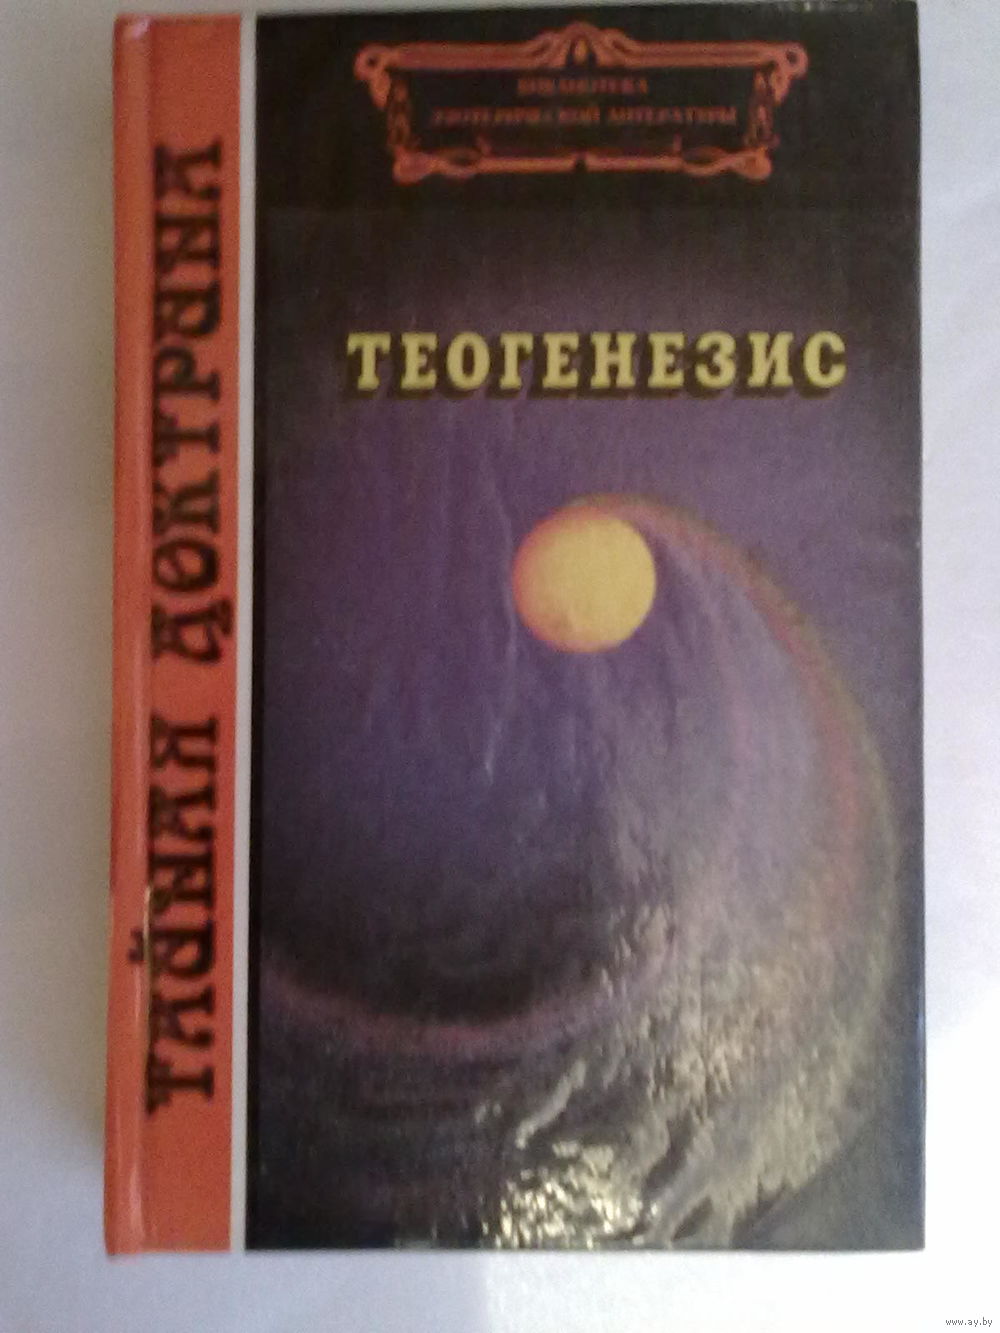 БИБЛИОТЕКА
ЭЗОТЕРИЧЕСКОЙ ЛИТЕРАТУРЫ
ТЕОГЕНЕЗИС
ТАЙНАЯ ДОКТРИНА
www.ay.by